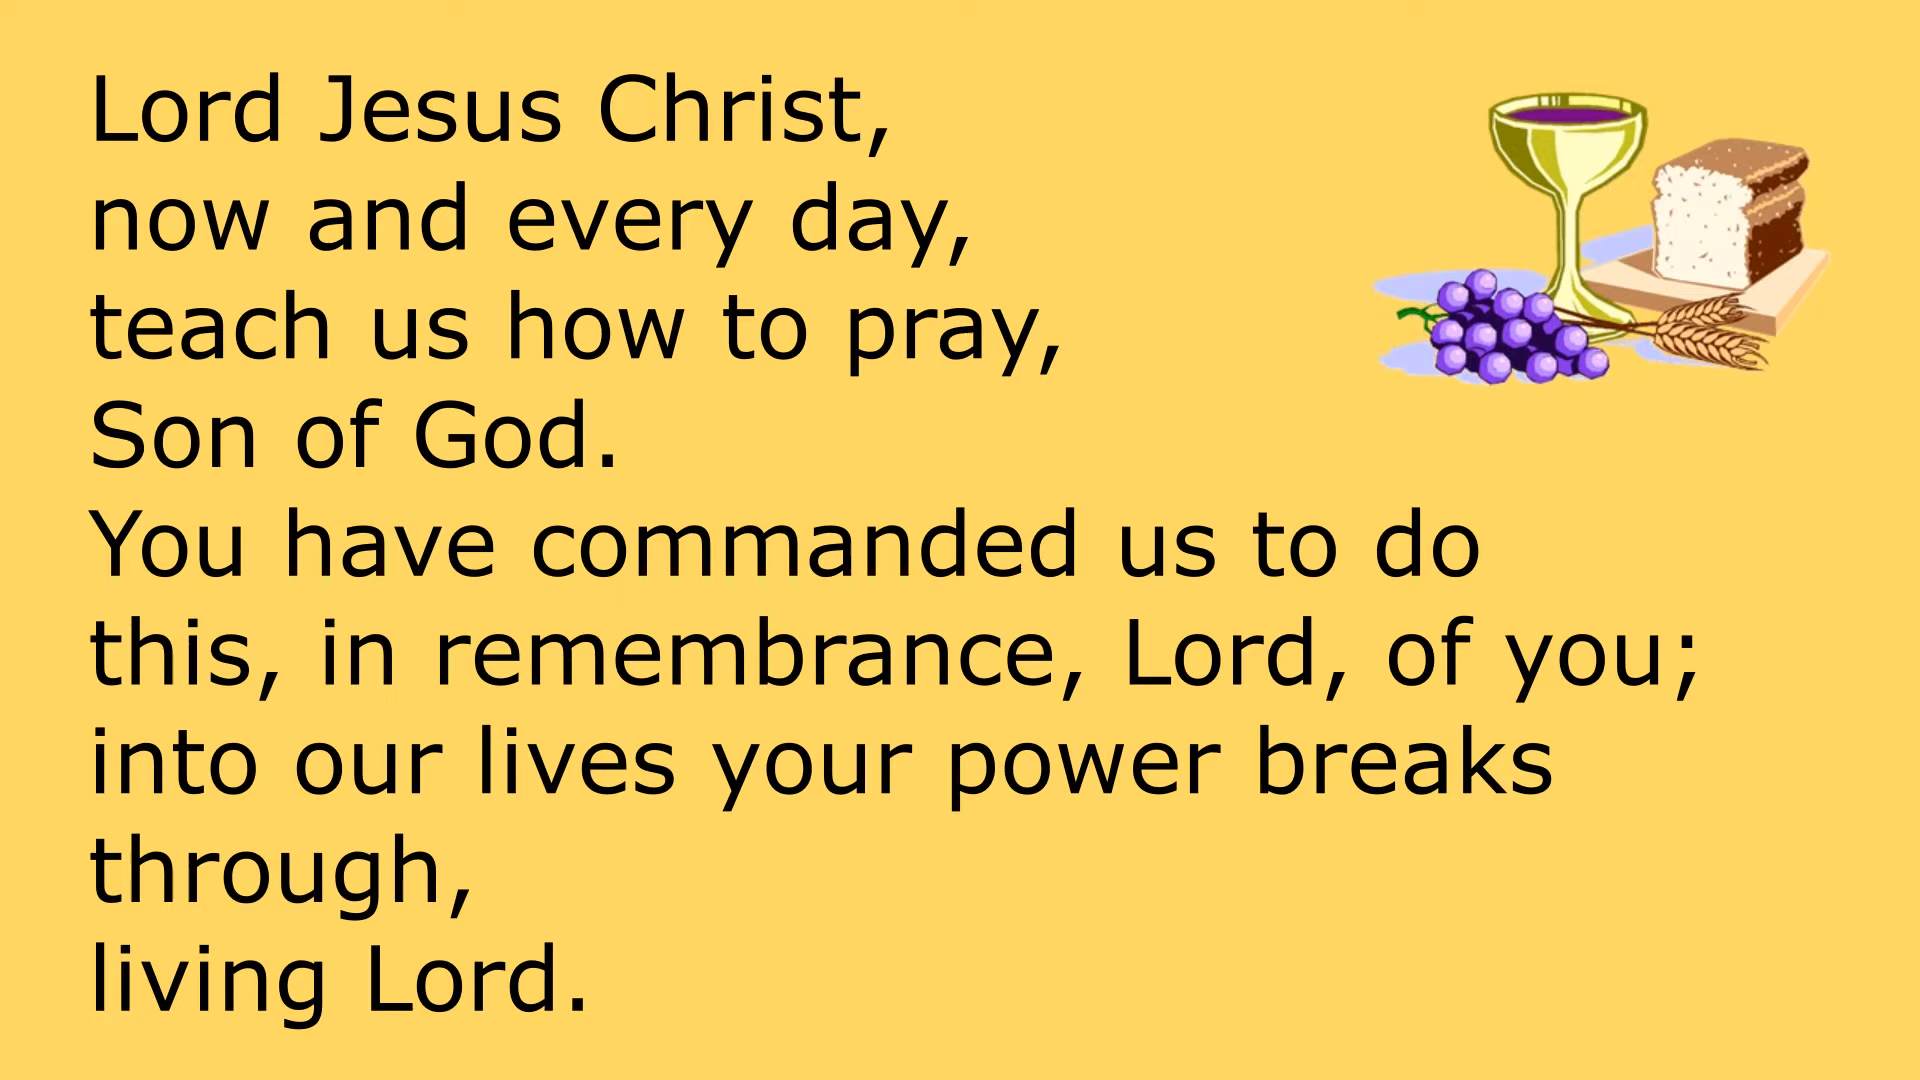 Lord Jesus Christ,
now and every day,
teach us how to pray,
Son of God.
You have commanded us to do
this, in remembrance, Lord, of you;
into our lives your power breaks
through,
living Lord.